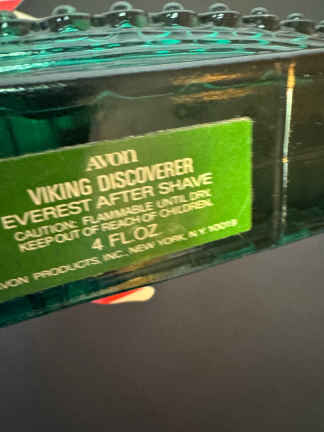 AVON
VIKING DISCOVERER
EVEREST AFTER SHAVE
CAUTION: FLAMMABLE UNTIL DRY.
KEEP OUT OF REACH OF CHILDREN.
4 FL OZ
AVON PRODUCTS, INC., NEW YORK, N.Y. 10019